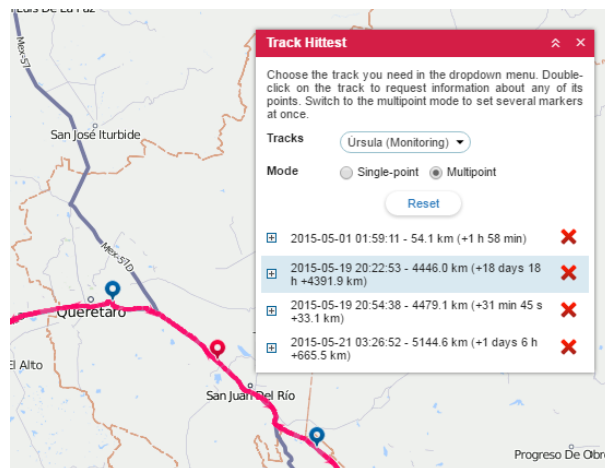 Luis De La Paz
Mex-57
San José Iturbide
Mex-57D
Querétaro
El Alto
San Juan Del Río
Progreso De Obre
Track Hittest
Choose the track you need in the dropdown menu. Double-
click on the track to request information about any of its
points. Switch to the multipoint mode to set several markers
at once.
Tracks Úrsula (Monitoring)
Mode Single-point Multipoint
Reset
2015-05-01 01:59:11 - 54.1 km (+1 h 58 min)
2015-05-19 20:22:53 - 4446.0 km (+18 days 18
h +4391.9 km)
2015-05-19 20:54:38 - 4479.1 km (+31 min 45 s
+33.1 km)
2015-05-21 03:26:52 - 5144.6 km (+1 days 6 h
+665.5 km)